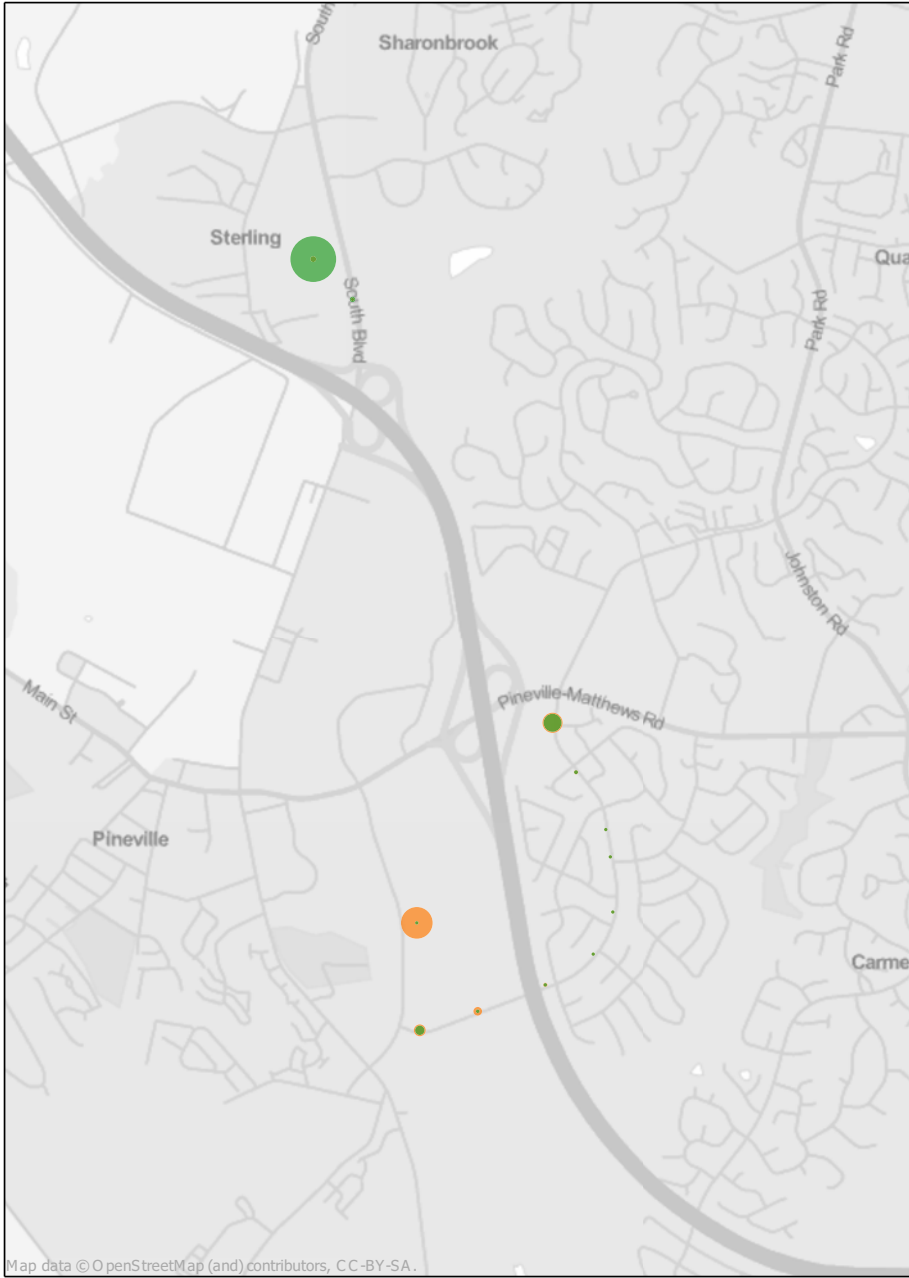 South
Sharonbrook
Park Rd
Sterling
Qua
South Blvd
Park Rd
Johnston Rd
Main St
Pineville-Matthews Rd
Pineville
Carme
Map data © OpenStreetMap (and) contributors, CC-BY-SA.